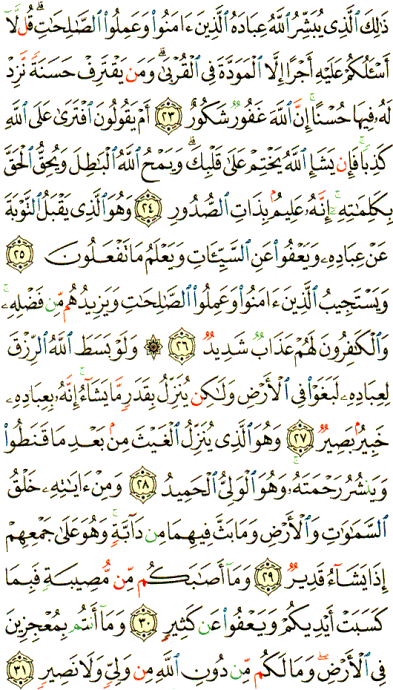 ذَٰلِكَ ٱلَّذِى يُبَشِّرُ ٱللَّهُ عِبَادَهُ ٱلَّذِينَ ءَامَنُوا۟ وَعَمِلُوا۟ ٱلصَّـٰلِحَـٰتِ ۗ قُل لَّآ
أَسْـَٔلُكُمْ عَلَيْهِ أَجْرًا إِلَّا ٱلْمَوَدَّةَ فِى ٱلْقُرْبَىٰ ۗ وَمَن يَقْتَرِفْ حَسَنَةً نَّزِدْ
لَهُۥ فِيهَا حُسْنًا ۚ إِنَّ ٱللَّهَ غَفُورٌ شَكُورٌ ٢٣ أَمْ يَقُولُونَ ٱفْتَرَىٰ عَلَى ٱللَّهِ
كَذِبًا ۖ فَإِن يَشَإِ ٱللَّهُ يَخْتِمْ عَلَىٰ قَلْبِكَ ۗ وَيَمْحُ ٱللَّهُ ٱلْبَـٰطِلَ وَيُحِقُّ ٱلْحَقَّ
بِكَلِمَـٰتِهِۦٓ ۚ إِنَّهُۥ عَلِيمٌۢ بِذَاتِ ٱلصُّدُورِ ٢٤ وَهُوَ ٱلَّذِى يَقْبَلُ ٱلتَّوْبَةَ
عَنْ عِبَادِهِۦ وَيَعْفُوا۟ عَنِ ٱلسَّيِّـَٔاتِ وَيَعْلَمُ مَا تَفْعَلُونَ ٢٥
وَيَسْتَجِيبُ ٱلَّذِينَ ءَامَنُوا۟ وَعَمِلُوا۟ ٱلصَّـٰلِحَـٰتِ وَيَزِيدُهُم مِّن فَضْلِهِۦ ۚ
وَٱلْكَـٰفِرُونَ لَهُمْ عَذَابٌ شَدِيدٌ ٢٦ ۞ وَلَوْ بَسَطَ ٱللَّهُ ٱلرِّزْقَ
لِعِبَادِهِۦ لَبَغَوْا۟ فِى ٱلْأَرْضِ وَلَـٰكِن يُنَزِّلُ بِقَدَرٍ مَّا يَشَآءُ ۚ إِنَّهُۥ بِعِبَادِهِۦ
خَبِيرٌۢ بَصِيرٌ ٢٧ وَهُوَ ٱلَّذِى يُنَزِّلُ ٱلْغَيْثَ مِنۢ بَعْدِ مَا قَنَطُوا۟
وَيَنشُرُ رَحْمَتَهُۥ ۚ وَهُوَ ٱلْوَلِىُّ ٱلْحَمِيدُ ٢٨ وَمِنْ ءَايَـٰتِهِۦ خَلْقُ
ٱلسَّمَـٰوَٰتِ وَٱلْأَرْضِ وَمَا بَثَّ فِيهِمَا مِن دَآبَّةٍ ۚ وَهُوَ عَلَىٰ جَمْعِهِمْ
إِذَا يَشَآءُ قَدِيرٌ ٢٩ وَمَآ أَصَـٰبَكُم مِّن مُّصِيبَةٍ فَبِمَا
كَسَبَتْ أَيْدِيكُمْ وَيَعْفُوا۟ عَن كَثِيرٍ ٣٠ وَمَآ أَنتُم بِمُعْجِزِينَ
فِى ٱلْأَرْضِ ۖ وَمَا لَكُم مِّن دُونِ ٱللَّهِ مِن وَلِىٍّ وَلَا نَصِيرٍ ٣١